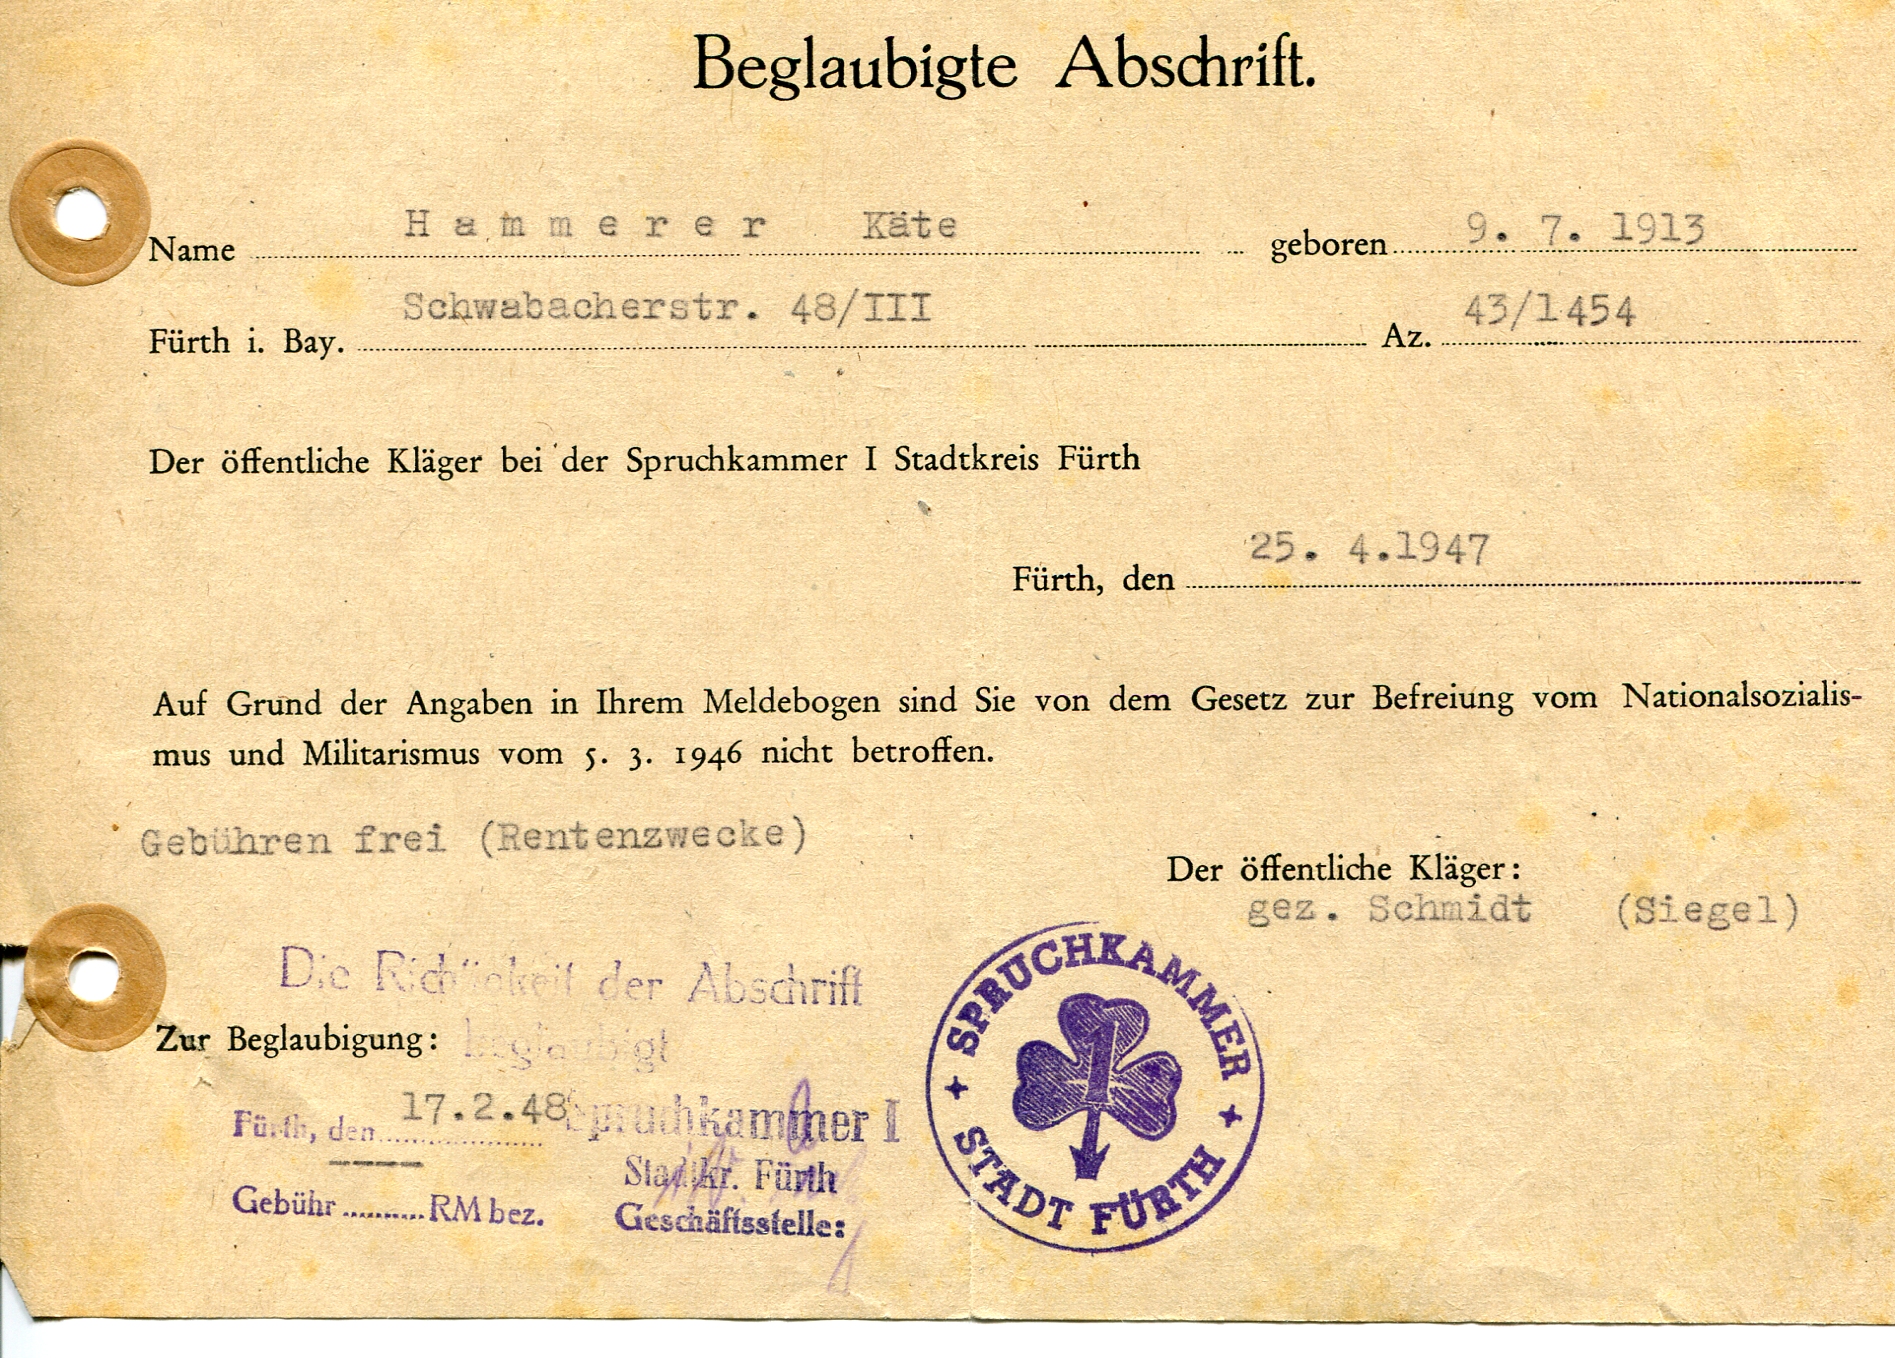 Beglaubigte Abschrift.
Name Hammerer Käte geboren 9. 7. 1913
Fürth i. Bay. Schwabacherstr. 48/III Az. 43/1454
Der öffentliche Kläger bei der Spruchkammer I Stadtkreis Fürth
Fürth, den 25. 4.1947
Auf Grund der Angaben in Ihrem Meldebogen sind Sie von dem Gesetz zur Befreiung vom Nationalsozialis-
mus und Militarismus vom 5. 3. 1946 nicht betroffen.
Gebühren frei (Rentenzwecke)
Der öffentliche Kläger:
gez. Schmidt (Siegel)
Die Richtigkeit der Abschrift
Zur Beglaubigung: beglaubigt
Fürth, den 17.2.48 Spruchkammer I
Stadtkr. Fürth
Gebühr RM bez. Geschäftsstelle:
SPRUCHKAMMER
1
STADT FÜRTH